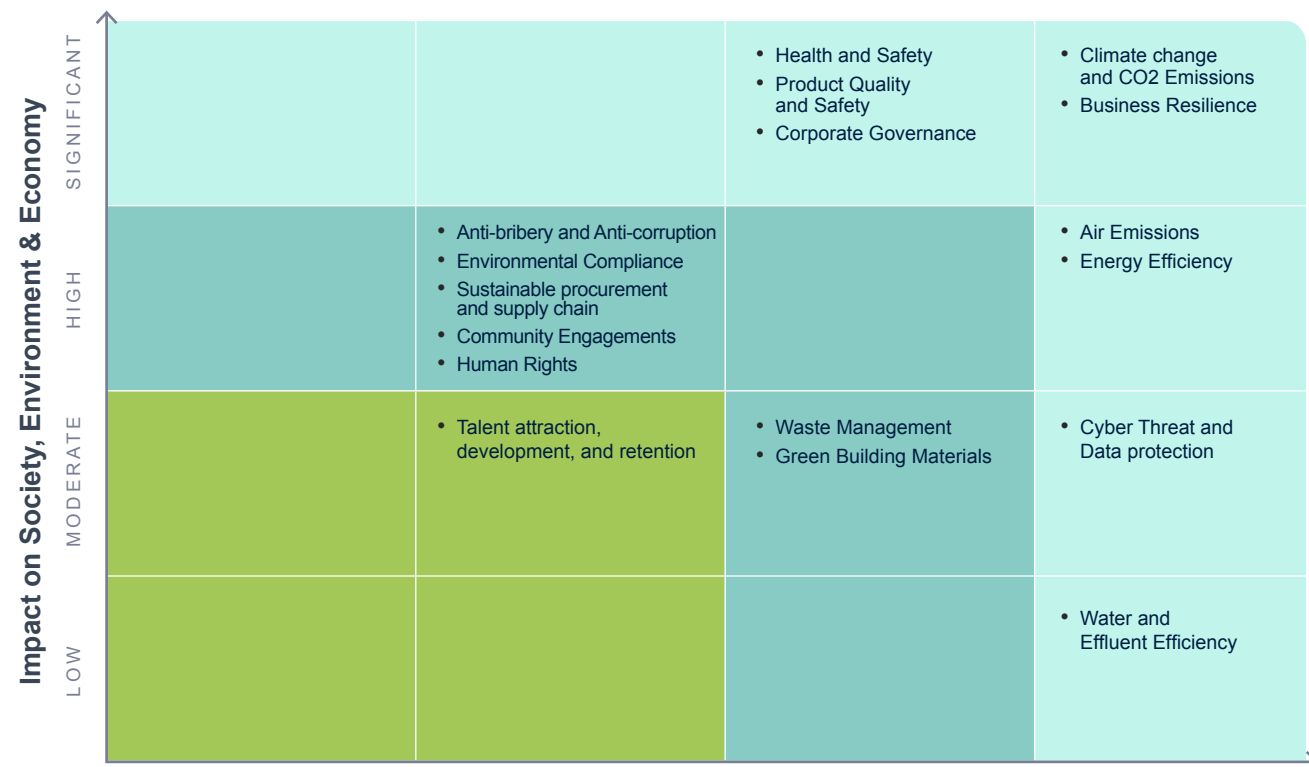 Impact on Society, Environment & Economy
SIGNIFICANT
• Health and Safety
• Product Quality
and Safety
• Corporate Governance
• Climate change
and CO2 Emissions
• Business Resilience
HIGH
• Anti-bribery and Anti-corruption
• Environmental Compliance
• Sustainable procurement
and supply chain
• Community Engagements
• Human Rights
• Air Emissions
• Energy Efficiency
MODERATE
• Talent attraction,
development, and retention
• Waste Management
• Green Building Materials
• Cyber Threat and
Data protection
LOW
• Water and
Effluent Efficiency